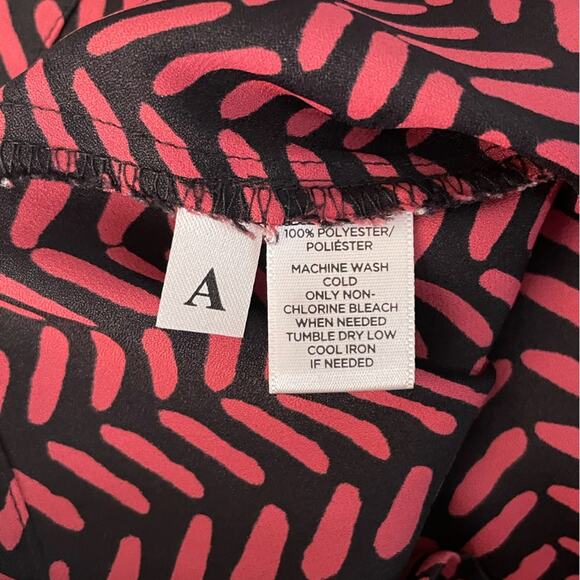 A
100% POLYESTER/
POLIÉSTER
MACHINE WASH
COLD
ONLY NON-
CHLORINE BLEACH
WHEN NEEDED
TUMBLE DRY LOW
COOL IRON
IF NEEDED